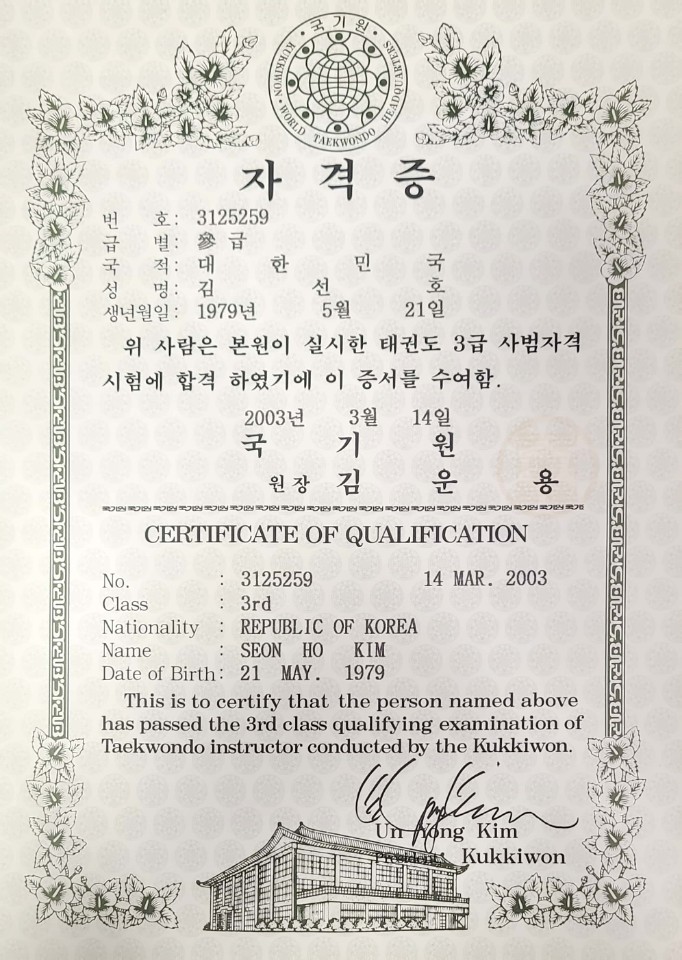 ·국기원·
KUKKIWON · WORLD TAEKWONDO HEADQUARTERS
자 격 증
번 호: 3125259
급 별: 參 급
국 적: 대 한 민 국
성 명: 김 선 호
생년월일: 1979년 5월 21일
위 사람은 본원이 실시한 태권도 3급 사범자격
시험에 합격 하였기에 이 증서를 수여함.
2003년 3월 14일
국 기 원
원장 김 운 용
CERTIFICATE OF QUALIFICATION
No. : 3125259 14 MAR. 2003
Class : 3rd
Nationality : REPUBLIC OF KOREA
Name : SEON HO KIM
Date of Birth: 21 MAY. 1979
This is to certify that the person named above
has passed the 3rd class qualifying examination of
Taekwondo instructor conducted by the Kukkiwon.
Un Yong Kim
President Kukkiwon